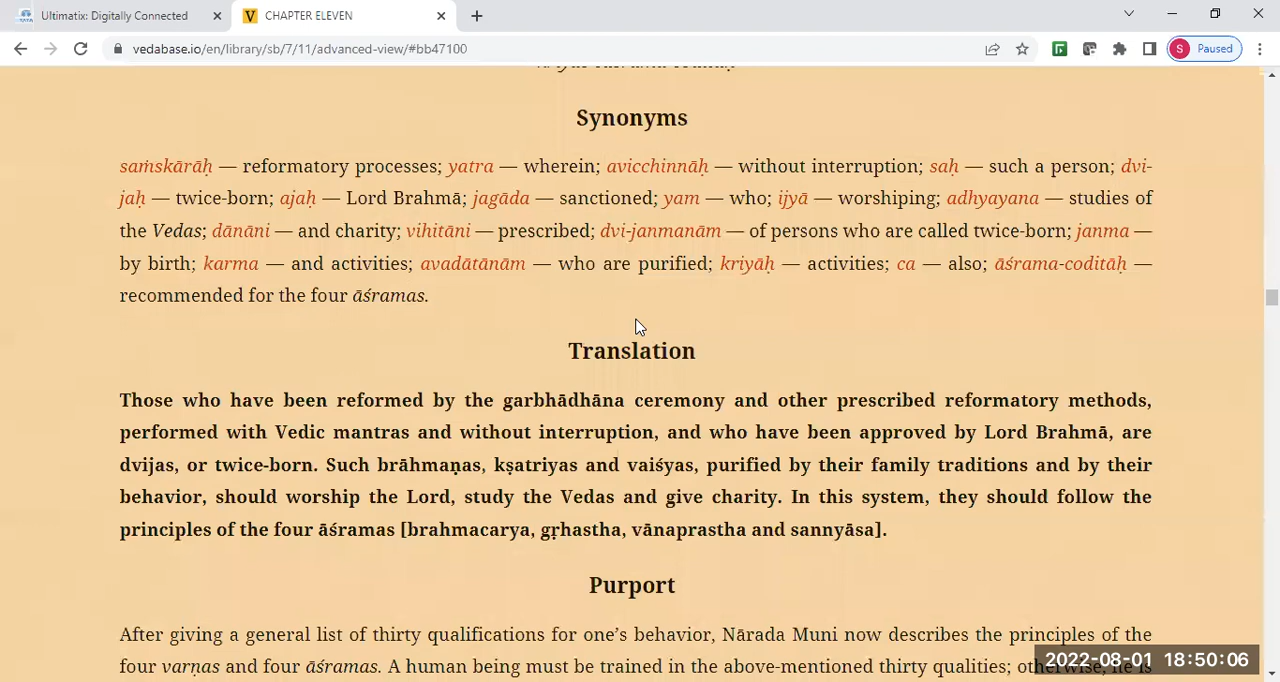 Ultimatix: Digitally Connected
CHAPTER ELEVEN
vedabase.io/en/library/sb/7/11/advanced-view/#bb47100
S Paused
Synonyms
saṁskārāḥ — reformatory processes; yatra — wherein; avicchinnāḥ — without interruption; saḥ — such a person; dvi-
jaḥ — twice-born; ajaḥ — Lord Brahmā; jagāda — sanctioned; yam — who; ijyā — worshiping; adhyayana — studies of
the Vedas; dānāni — and charity; vihitāni — prescribed; dvi-janmanām — of persons who are called twice-born; janma —
by birth; karma — and activities; avadātānām — who are purified; kriyāḥ — activities; ca — also; āśrama-coditāḥ —
recommended for the four āśramas.
Translation
Those who have been reformed by the garbhādhāna ceremony and other prescribed reformatory methods,
performed with Vedic mantras and without interruption, and who have been approved by Lord Brahmā, are
dvijas, or twice-born. Such brāhmaṇas, kṣatriyas and vaiśyas, purified by their family traditions and by their
behavior, should worship the Lord, study the Vedas and give charity. In this system, they should follow the
principles of the four āśramas [brahmacarya, gṛhastha, vānaprastha and sannyāsa].
Purport
After giving a general list of thirty qualifications for one’s behavior, Nārada Muni now describes the principles of the
four varṇas and four āśramas. A human being must be trained in the above-mentioned thirty qualities;
2022-08-01 18:50:06